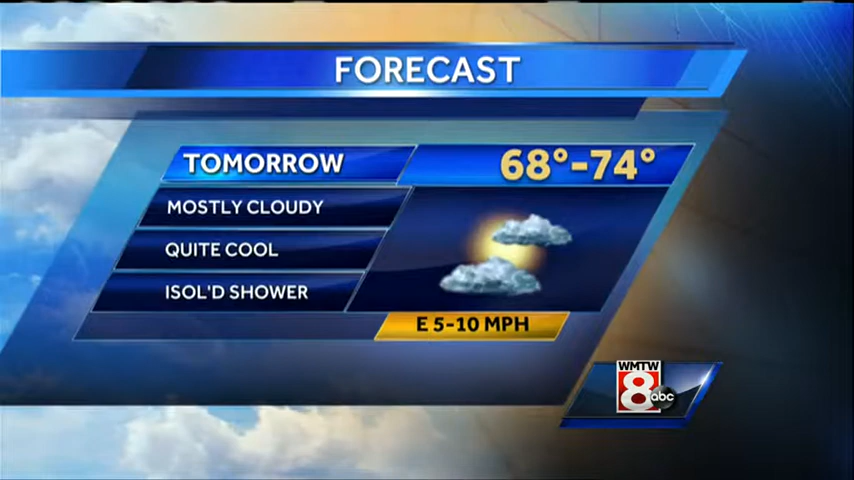 FORECAST
TOMORROW
68°-74°
MOSTLY CLOUDY
QUITE COOL
ISOL'D SHOWER
E 5-10 MPH
WMTW
8
abc